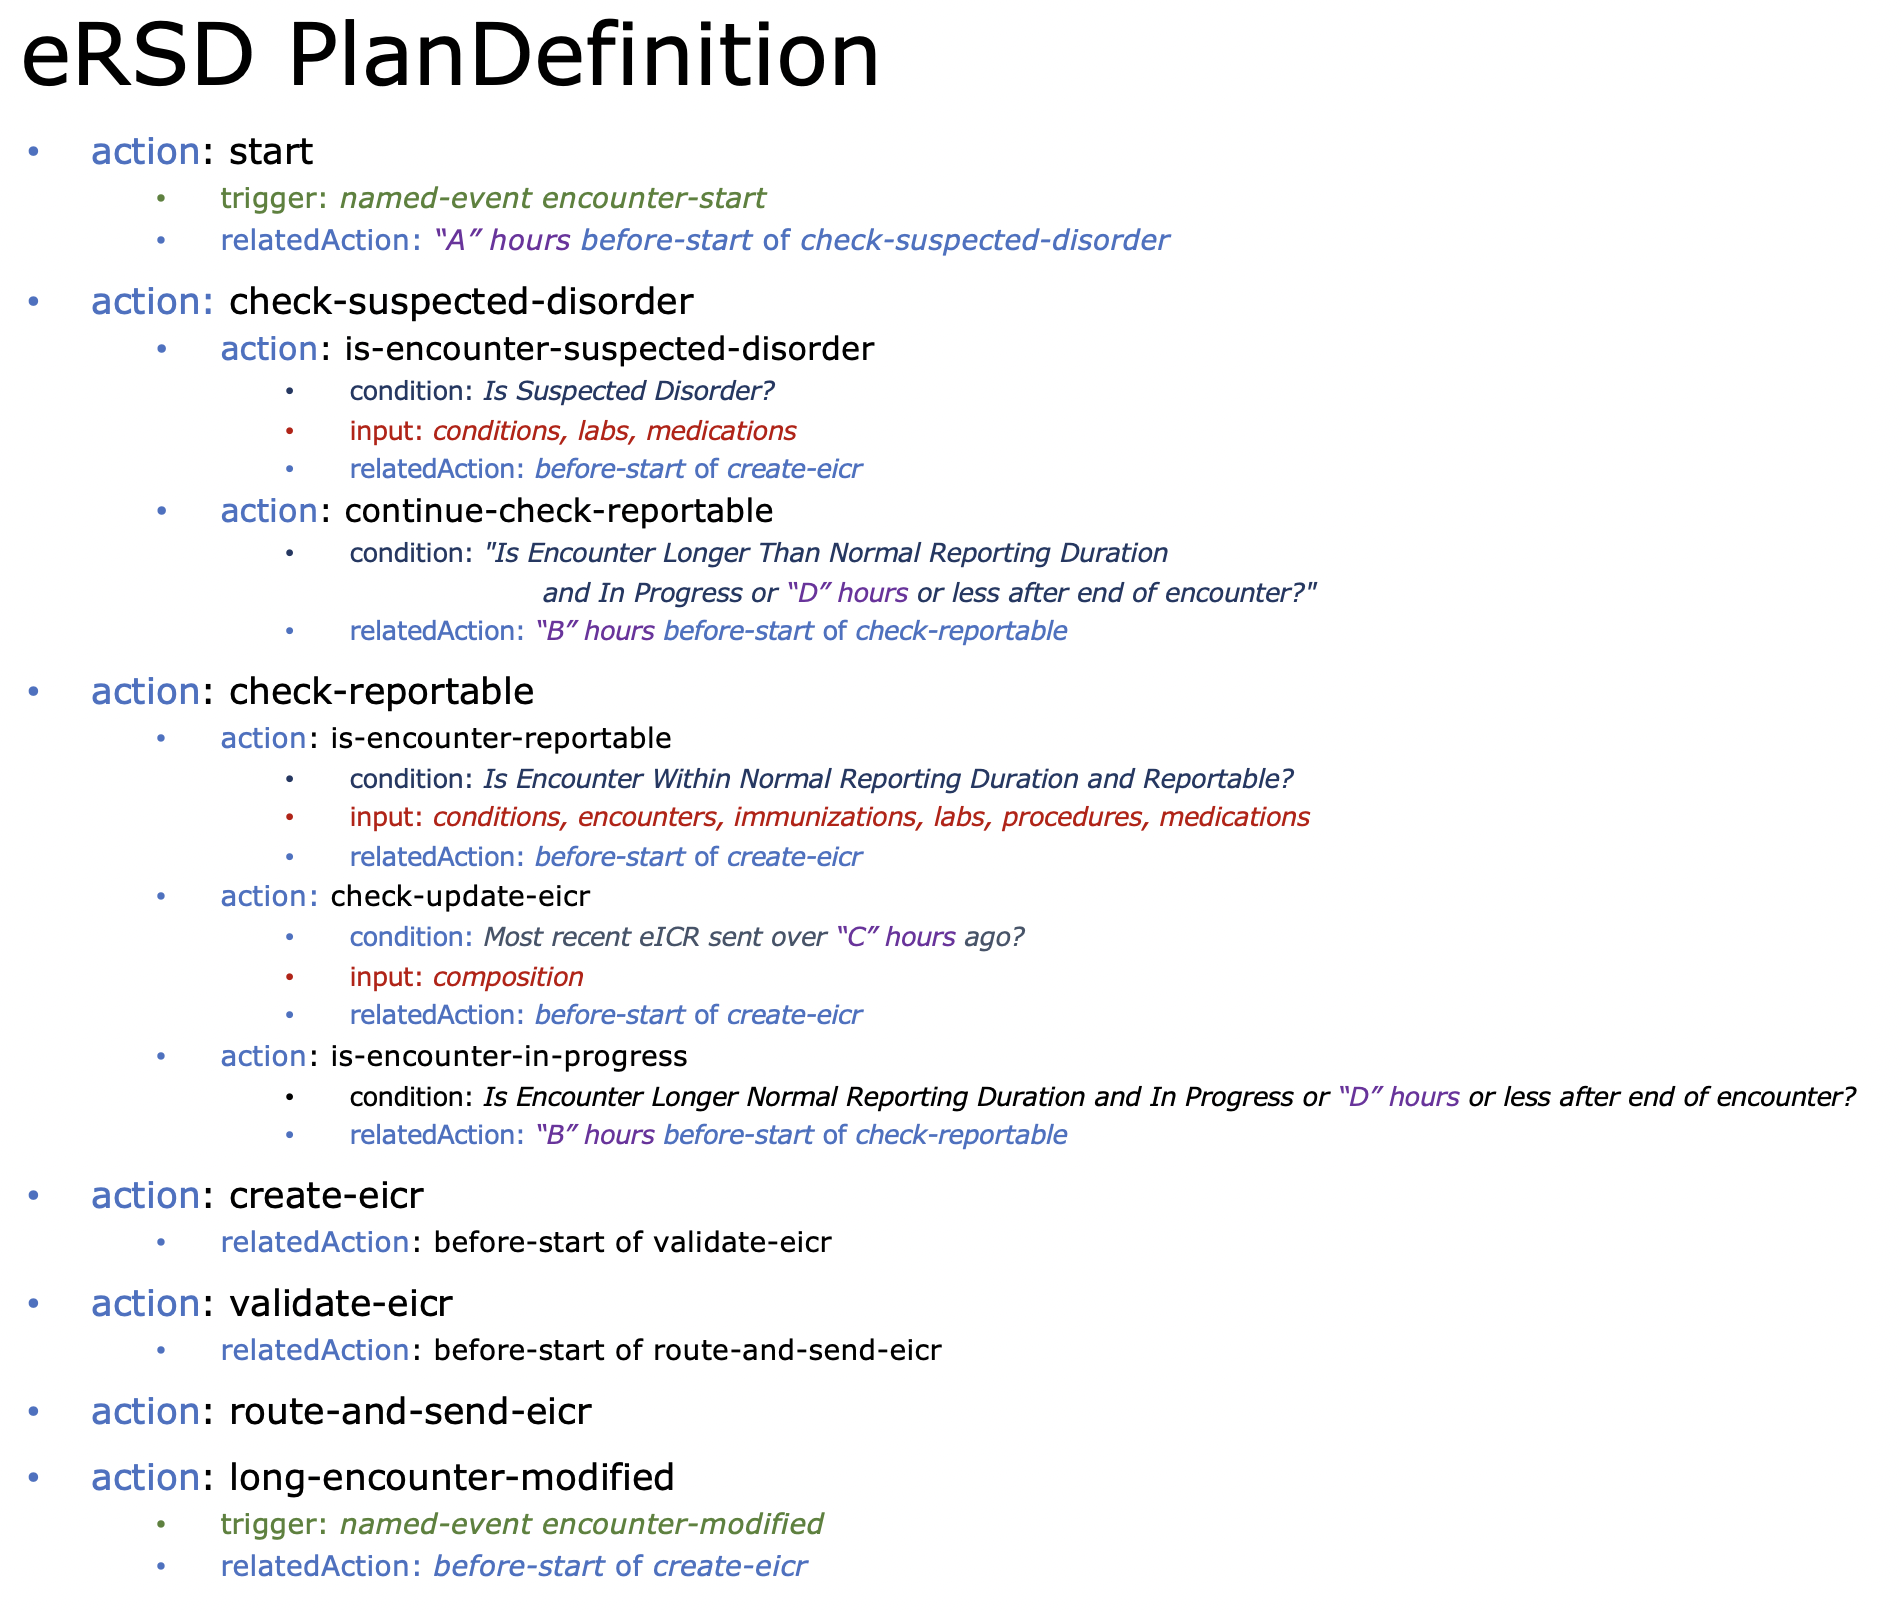 eRSD PlanDefinition
• action: start
• trigger: named-event encounter-start
• relatedAction: “A” hours before-start of check-suspected-disorder
• action: check-suspected-disorder
• action: is-encounter-suspected-disorder
• condition: Is Suspected Disorder?
• input: conditions, labs, medications
• relatedAction: before-start of create-eicr
• action: continue-check-reportable
• condition: "Is Encounter Longer Than Normal Reporting Duration
and In Progress or “D” hours or less after end of encounter?"
• relatedAction: “B” hours before-start of check-reportable
• action: check-reportable
• action: is-encounter-reportable
• condition: Is Encounter Within Normal Reporting Duration and Reportable?
• input: conditions, encounters, immunizations, labs, procedures, medications
• relatedAction: before-start of create-eicr
• action: check-update-eicr
• condition: Most recent eICR sent over “C” hours ago?
• input: composition
• relatedAction: before-start of create-eicr
• action: is-encounter-in-progress
• condition: Is Encounter Longer Normal Reporting Duration and In Progress or “D” hours or less after end of encounter?
• relatedAction: “B” hours before-start of check-reportable
• action: create-eicr
• relatedAction: before-start of validate-eicr
• action: validate-eicr
• relatedAction: before-start of route-and-send-eicr
• action: route-and-send-eicr
• action: long-encounter-modified
• trigger: named-event encounter-modified
• relatedAction: before-start of create-eicr